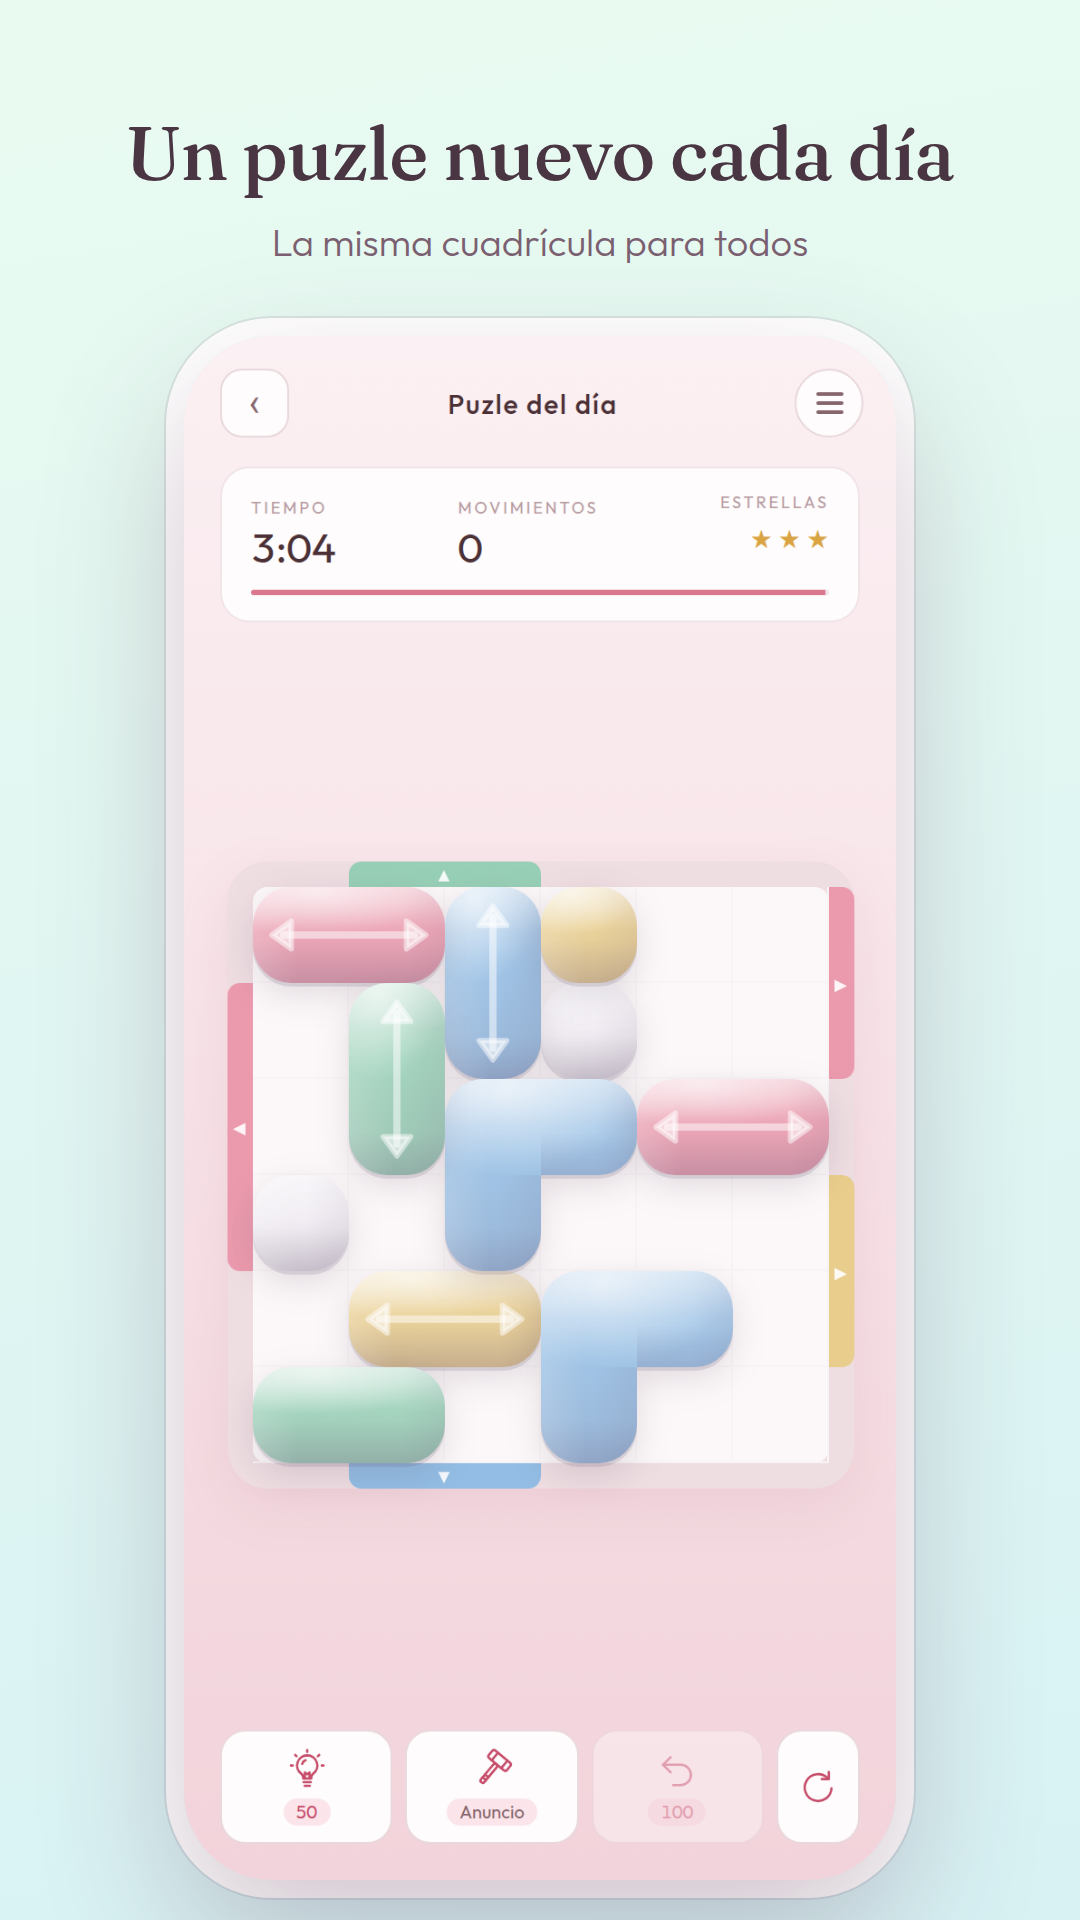 Un puzle nuevo cada día
La misma cuadrícula para todos
Puzle del día
TIEMPO
3:04
MOVIMIENTOS
0
ESTRELLAS
50
Anuncio
100